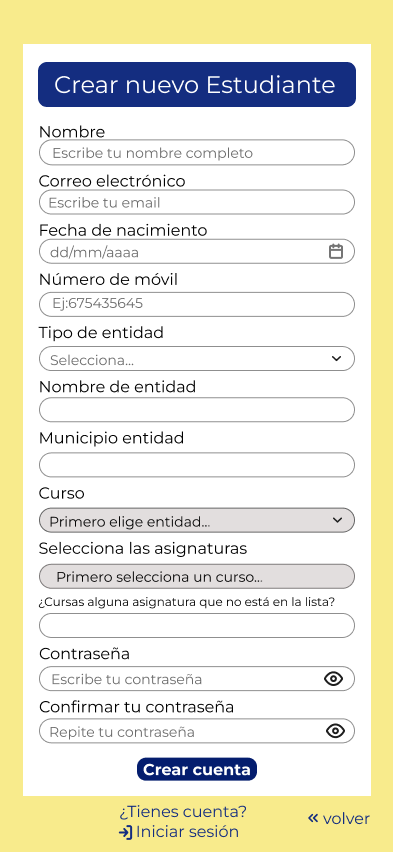 Crear nuevo Estudiante
Nombre
Escribe tu nombre completo
Correo electrónico
Escribe tu email
Fecha de nacimiento
dd/mm/aaaa
Número de móvil
Ej:675435645
Tipo de entidad
Selecciona...
Nombre de entidad
Municipio entidad
Curso
Primero elige entidad...
Selecciona las asignaturas
Primero selecciona un curso...
¿Cursas alguna asignatura que no está en la lista?
Contraseña
Escribe tu contraseña
Confirmar tu contraseña
Repite tu contraseña
Crear cuenta
¿Tienes cuenta?
Iniciar sesión
« volver